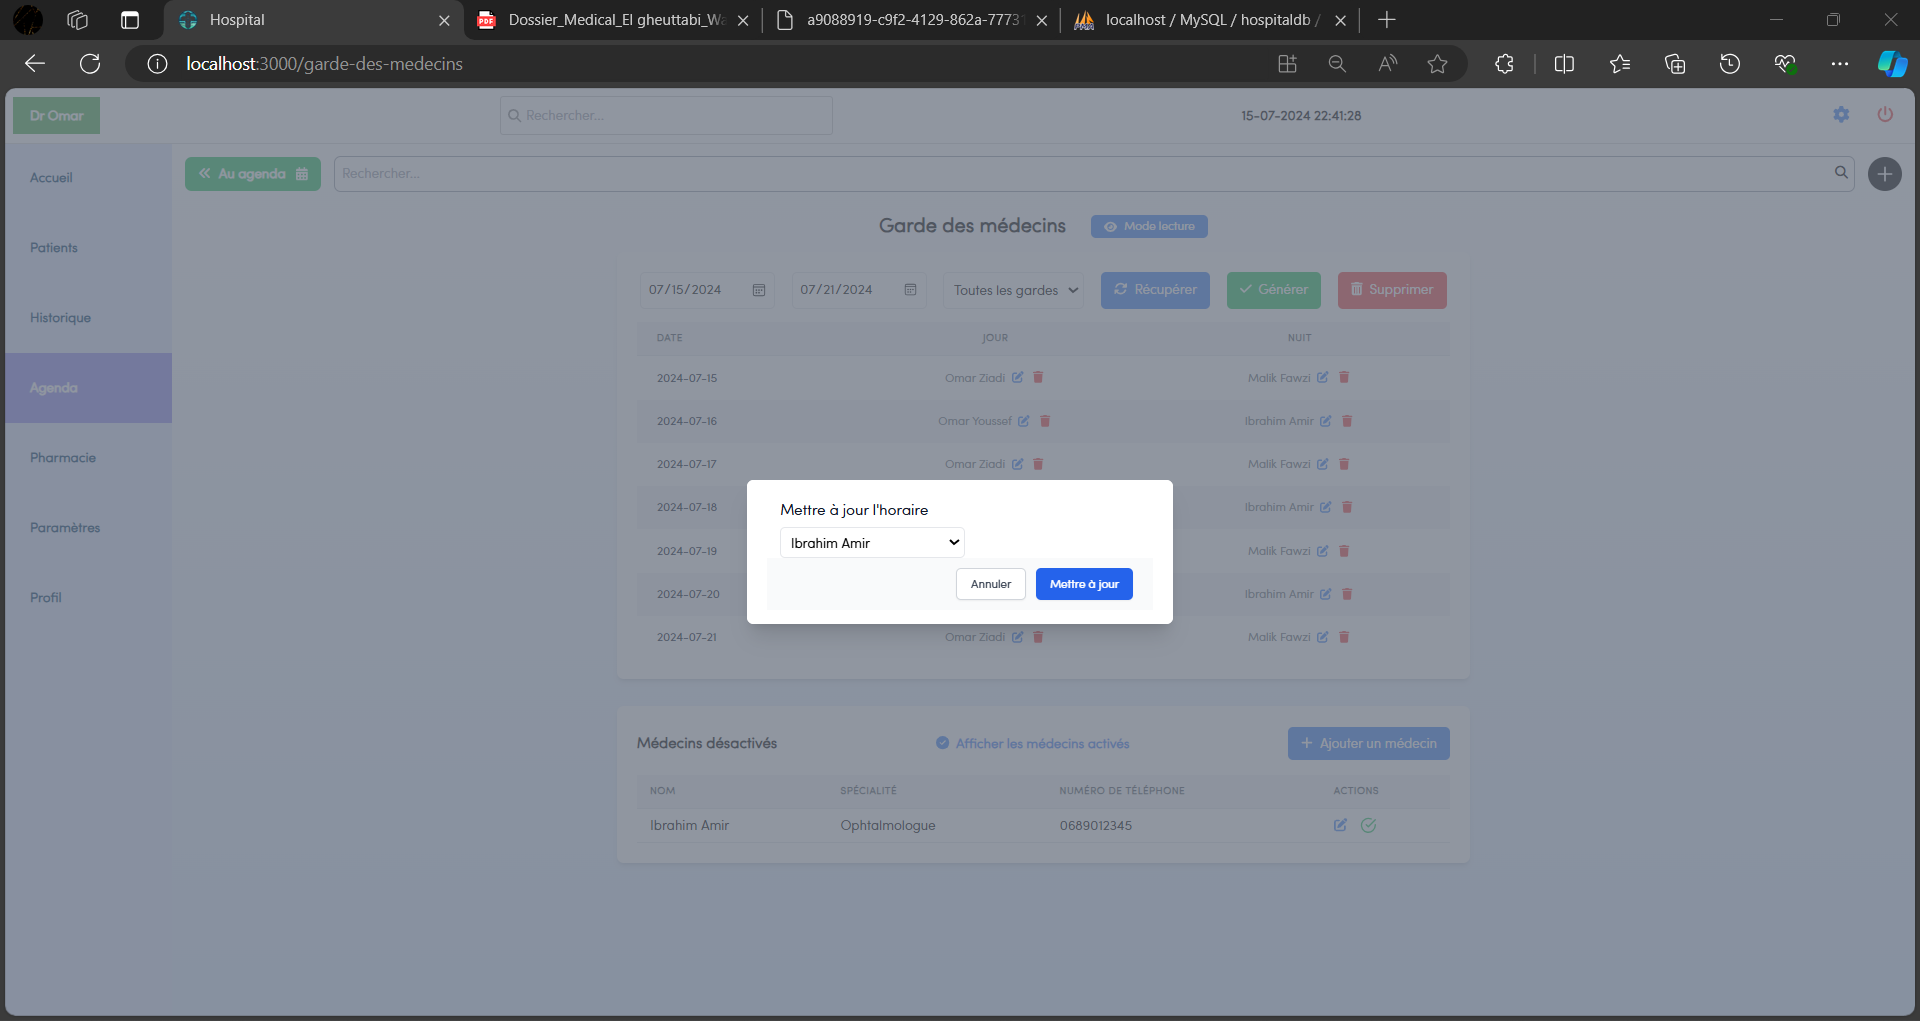 Hospital
Dossier_Medical_El gheuttabi_Wa
a9088919-c9f2-4129-862a-7773
localhost / MySQL / hospitaldb /
localhost:3000/garde-des-medecins
Dr Omar
Rechercher...
15-07-2024 22:41:28
Accueil
Patients
Historique
Agenda
Pharmacie
Paramètres
Profil
Au agenda
Rechercher...
Garde des médecins
Mode lecture
07/15/2024
07/21/2024
Toutes les gardes
Récupérer
Générer
Supprimer
DATE JOUR NUIT
2024-07-15 Omar Ziadi Malik Fawzi
2024-07-16 Omar Youssef Ibrahim Amir
2024-07-17 Omar Ziadi Malik Fawzi
2024-07-18 Ibrahim Amir
2024-07-19 Malik Fawzi
2024-07-20 Ibrahim Amir
2024-07-21 Omar Ziadi Malik Fawzi
Mettre à jour l'horaire
Ibrahim Amir
Annuler
Mettre à jour
Médecins désactivés
Afficher les médecins activés
Ajouter un médecin
NOM SPÉCIALITÉ NUMÉRO DE TÉLÉPHONE ACTIONS
Ibrahim Amir Ophtalmologue 0689012345